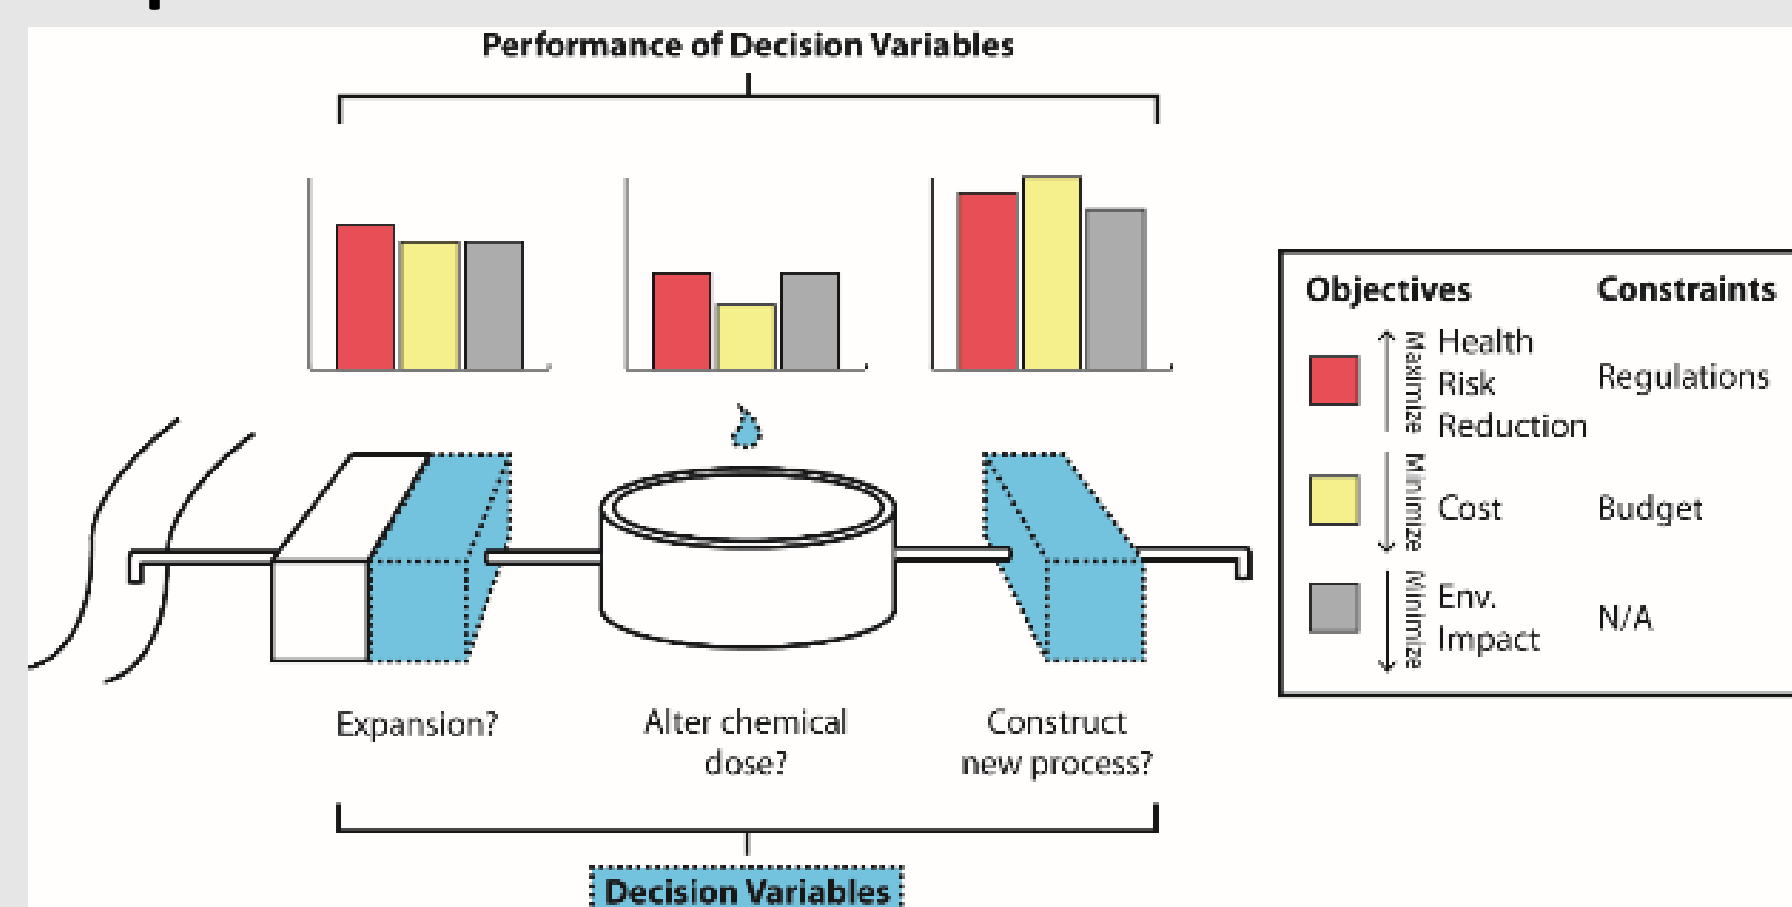 Performance of Decision Variables
Objectives
Constraints
Maximize
Health
Risk
Reduction
Regulations
Minimize
Cost
Budget
Minimize
Env.
Impact
N/A
Expansion?
Alter chemical
dose?
Construct
new process?
Decision Variables